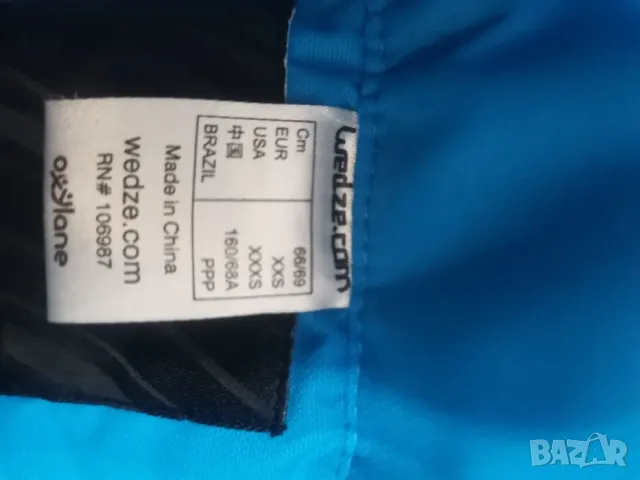 wedze.com
Cm 66/69
EUR XXS
USA XXXS
中国 160/68A
BRAZIL PPP
Made in China
wedze.com
RN# 106987
oxylane
BAZAR